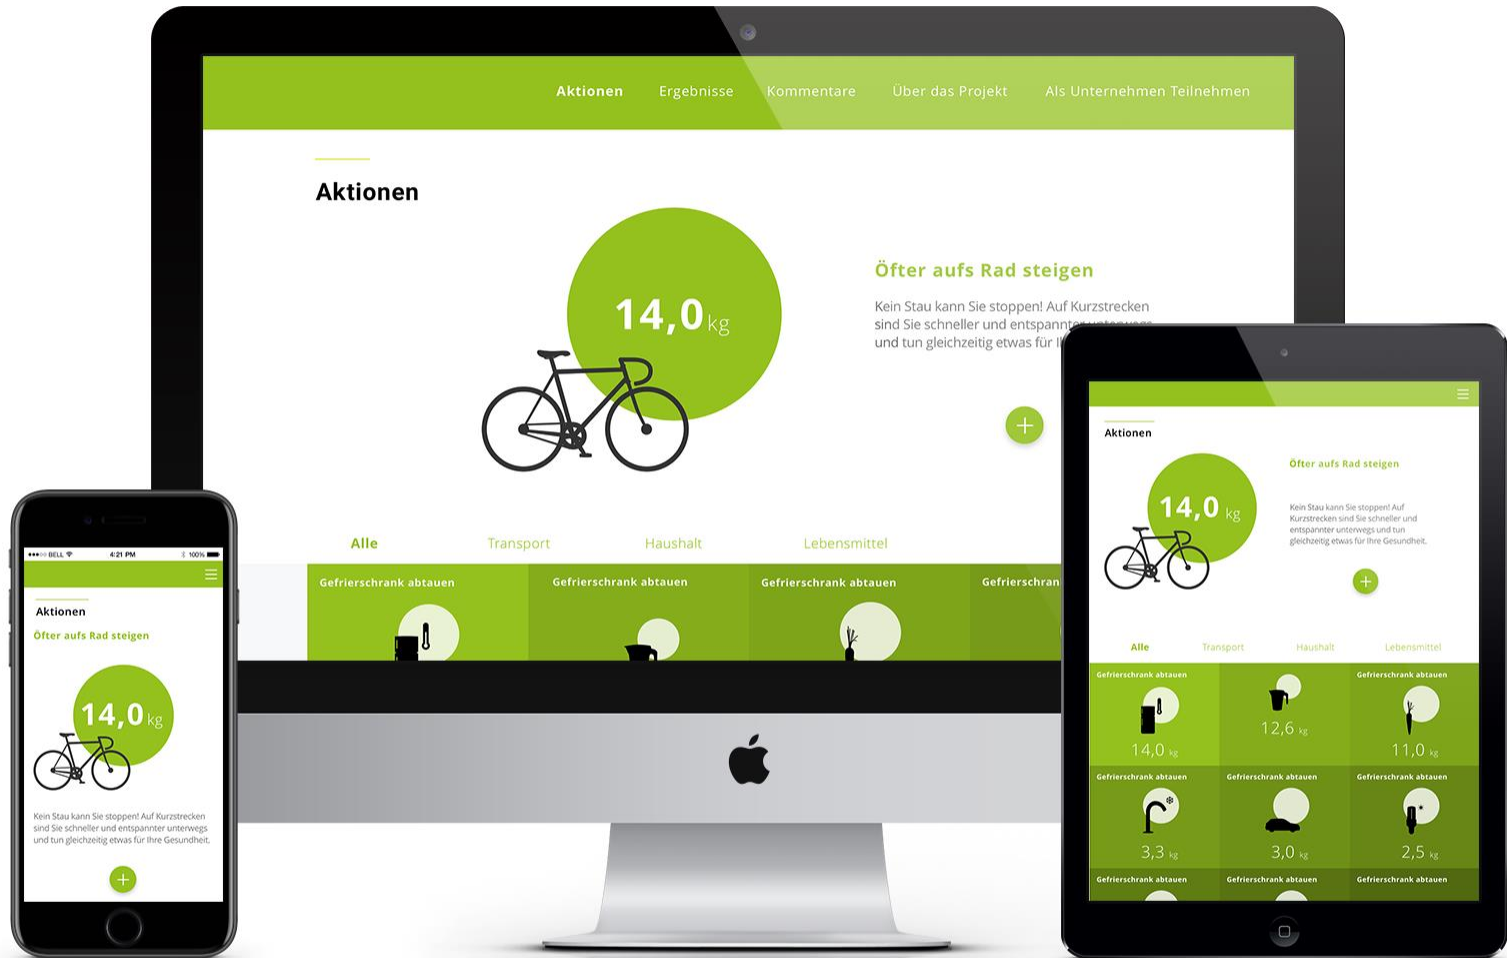 Aktionen Ergebnisse Kommentare Über das Projekt Als Unternehmen Teilnehmen
Aktionen
14,0 kg
Öfter aufs Rad steigen
Kein Stau kann Sie stoppen! Auf Kurzstrecken
sind Sie schneller und entspannter unterwegs
und tun gleichzeitig etwas für
Alle Transport Haushalt Lebensmittel
Gefrierschrank abtauen Gefrierschrank abtauen Gefrierschrank abtauen Gefrierschran
BELL 4:21 PM 100%
Aktionen
Öfter aufs Rad steigen
14,0 kg
Kein Stau kann Sie stoppen! Auf Kurzstrecken
sind Sie schneller und entspannter unterwegs
und tun gleichzeitig etwas für Ihre Gesundheit.
Aktionen
14,0 kg
Öfter aufs Rad steigen
Kein Stau kann Sie stoppen! Auf
Kurzstrecken sind Sie schneller und
entspannter unterwegs und tun
gleichzeitig etwas für Ihre Gesundheit.
Alle Transport Haushalt Lebensmittel
Gefrierschrank abtauen Gefrierschrank abtauen
14,0 kg 12,6 kg 11,0 kg
Gefrierschrank abtauen Gefrierschrank abtauen Gefrierschrank abtauen
3,3 kg 3,0 kg 2,5 kg
Gefrierschrank abtauen Gefrierschrank abtauen Gefrierschrank abtauen